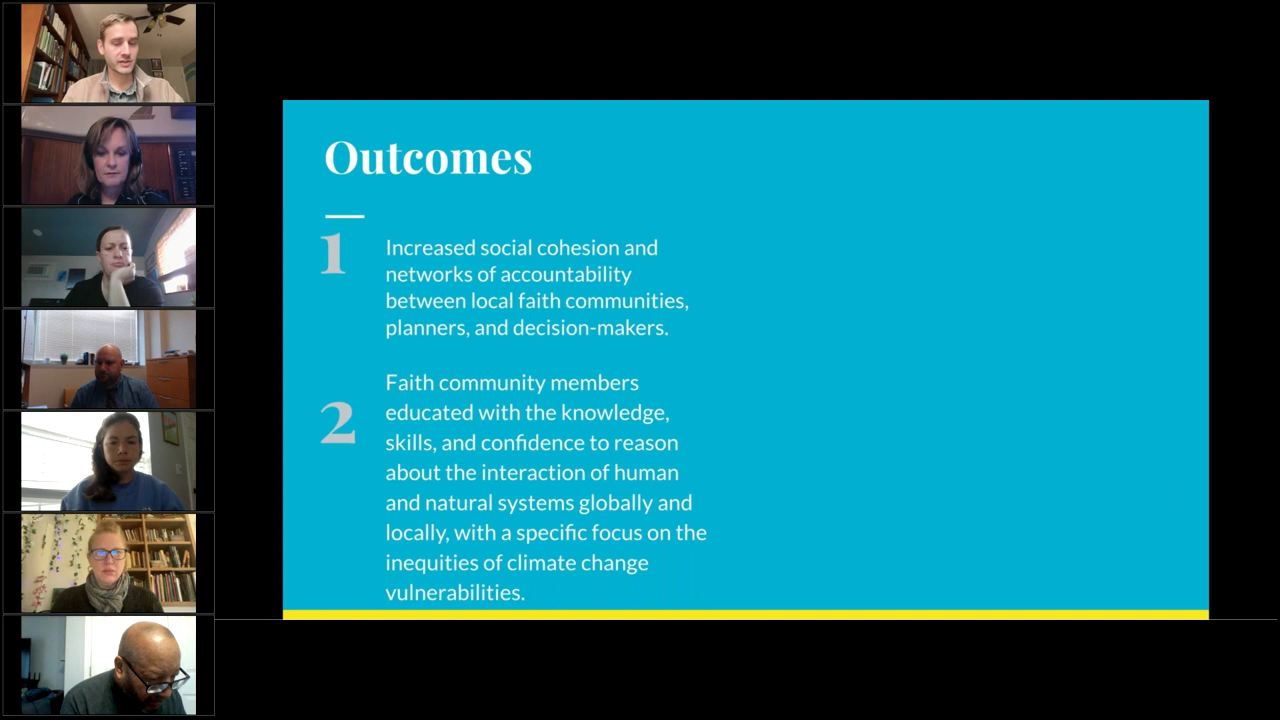 Outcomes
1
Increased social cohesion and
networks of accountability
between local faith communities,
planners, and decision-makers.
2
Faith community members
educated with the knowledge,
skills, and confidence to reason
about the interaction of human
and natural systems globally and
locally, with a specific focus on the
inequities of climate change
vulnerabilities.